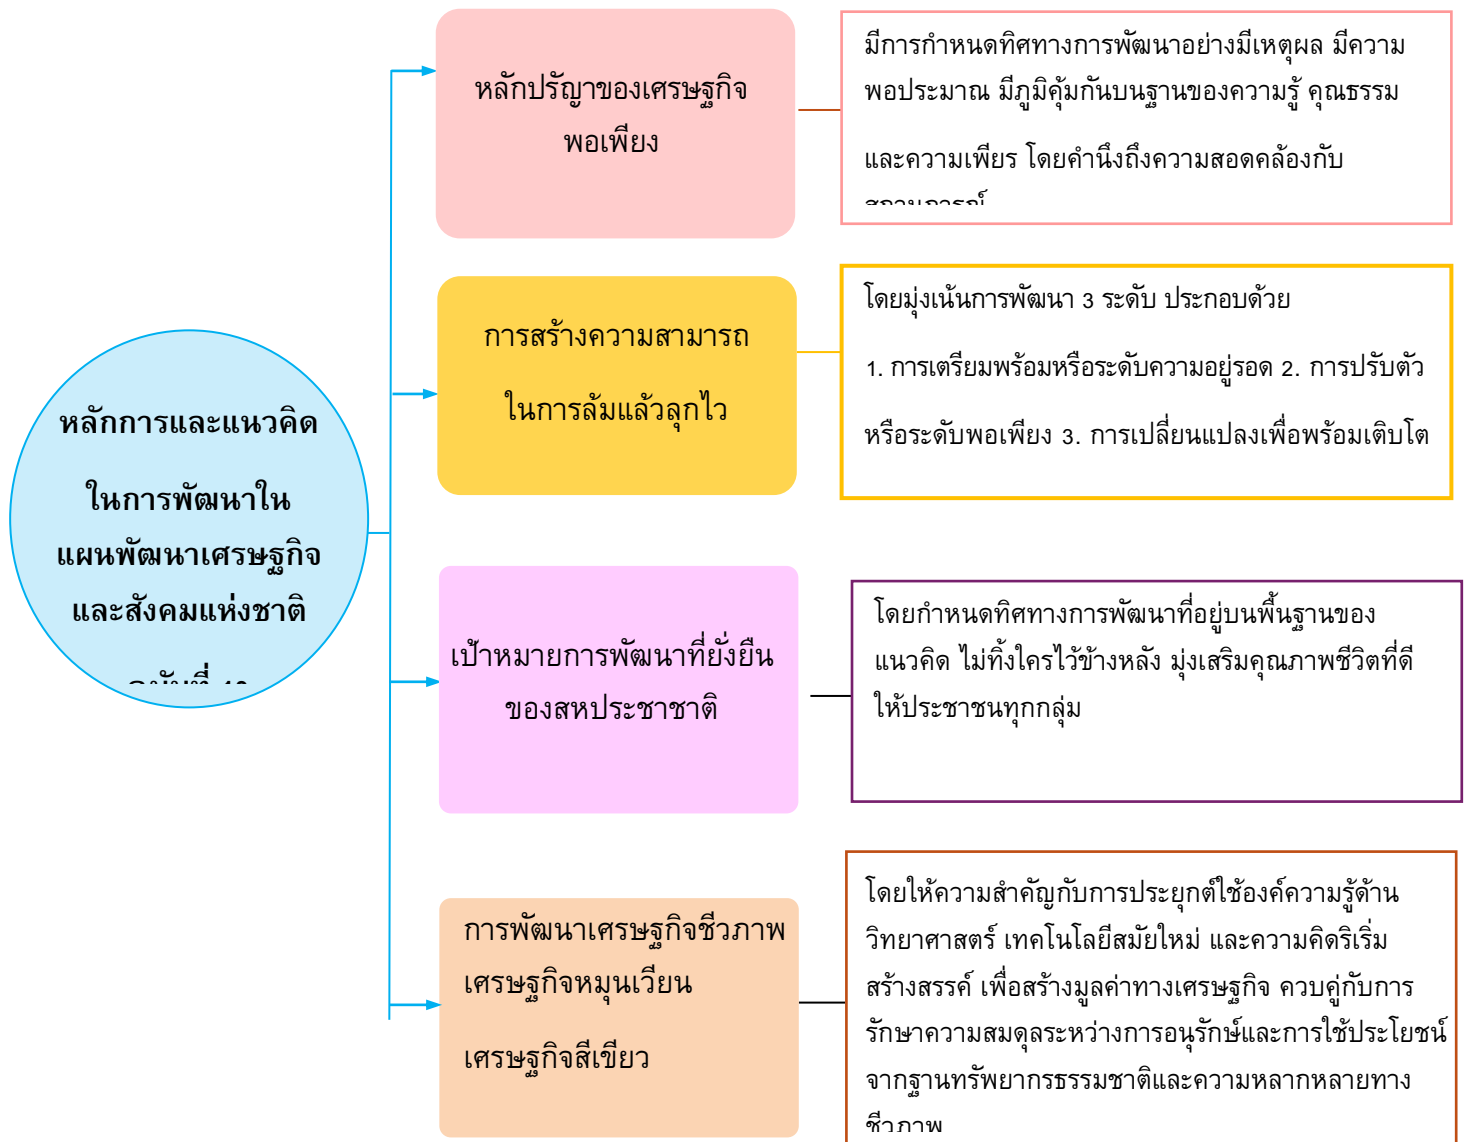 หลักการและแนวคิด
ในการพัฒนาใน
แผนพัฒนาเศรษฐกิจ
และสังคมแห่งชาติ
หลักปรัญาของเศรษฐกิจ
พอเพียง
มีการกำหนดทิศทางการพัฒนาอย่างมีเหตุผล มีความ
พอประมาณ มีภูมิคุ้มกันบนฐานของความรู้ คุณธรรม
และความเพียร โดยคำนึงถึงความสอดคล้องกับ
การสร้างความสามารถ
ในการล้มแล้วลุกไว
โดยมุ่งเน้นการพัฒนา 3 ระดับ ประกอบด้วย
1. การเตรียมพร้อมหรือระดับความอยู่รอด 2. การปรับตัว
หรือระดับพอเพียง 3. การเปลี่ยนแปลงเพื่อพร้อมเติบโต
เป้าหมายการพัฒนาที่ยั่งยืน
ของสหประชาชาติ
โดยกำหนดทิศทางการพัฒนาที่อยู่บนพื้นฐานของ
แนวคิด ไม่ทิ้งใครไว้ข้างหลัง มุ่งเสริมคุณภาพชีวิตที่ดี
ให้ประชาชนทุกกลุ่ม
การพัฒนาเศรษฐกิจชีวภาพ
เศรษฐกิจหมุนเวียน
เศรษฐกิจสีเขียว
โดยให้ความสำคัญกับการประยุกต์ใช้องค์ความรู้ด้าน
วิทยาศาสตร์ เทคโนโลยีสมัยใหม่ และความคิดริเริ่ม
สร้างสรรค์ เพื่อสร้างมูลค่าทางเศรษฐกิจ ควบคู่กับการ
รักษาความสมดุลระหว่างการอนุรักษ์และการใช้ประโยชน์
จากฐานทรัพยากรธรรมชาติและความหลากหลายทาง
ชีวภาพ